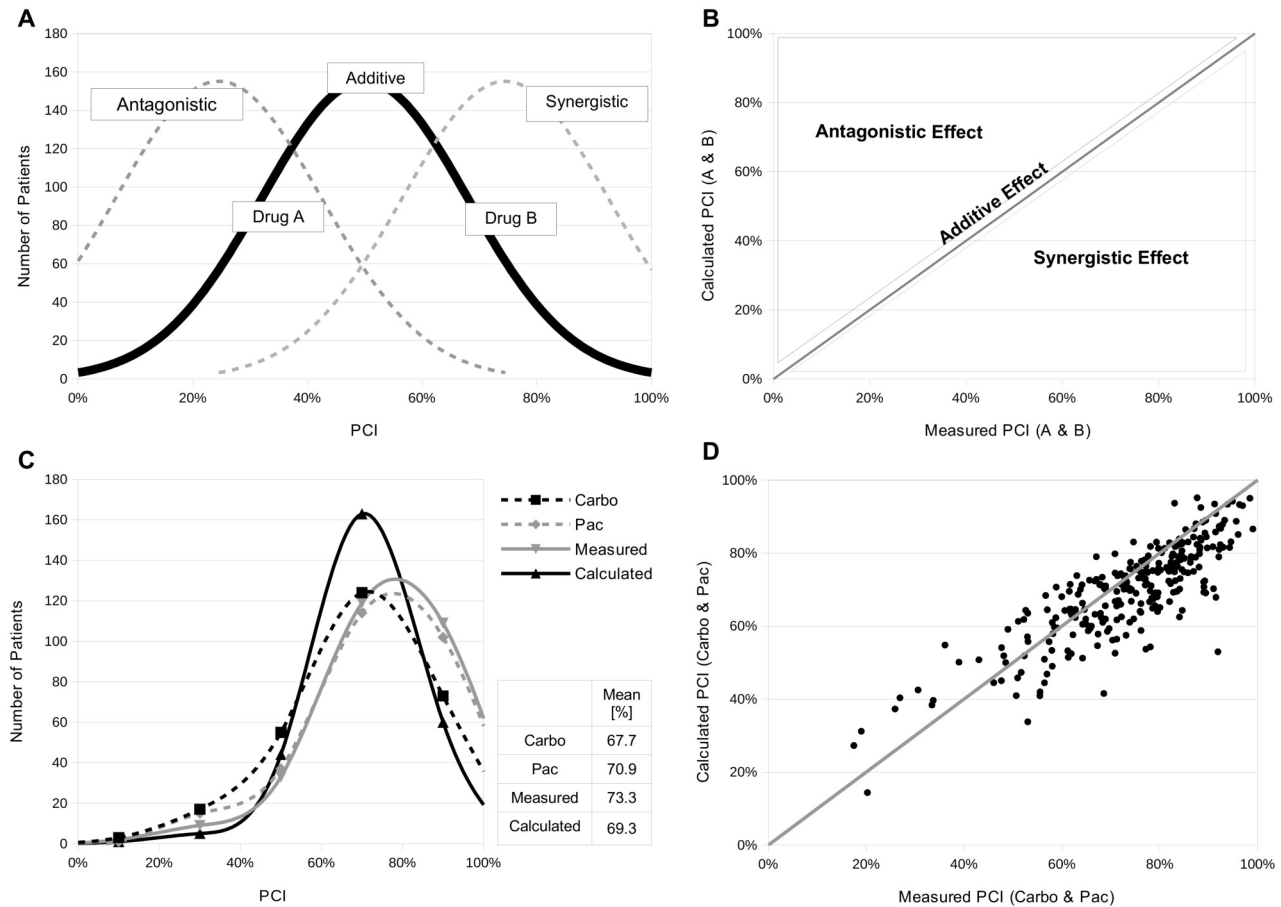 A
180
160
140
120
100
80
60
40
20
0
Number of Patients
Antagonistic
Additive
Synergistic
Drug A
Drug B
0%
20%
40%
60%
80%
100%
PCI
B
100%
80%
60%
40%
20%
0%
Calculated PCI (A & B)
Antagonistic Effect
Additive Effect
Synergistic Effect
0%
20%
40%
60%
80%
100%
Measured PCI (A & B)
C
180
160
140
120
100
80
60
40
20
0
Number of Patients
0%
20%
40%
60%
80%
100%
PCI
Carbo
Pac
Measured
Calculated
Mean
[%]
Carbo 67.7
Pac 70.9
Measured 73.3
Calculated 69.3
D
100%
80%
60%
40%
20%
0%
Calculated PCI (Carbo & Pac)
0%
20%
40%
60%
80%
100%
Measured PCI (Carbo & Pac)